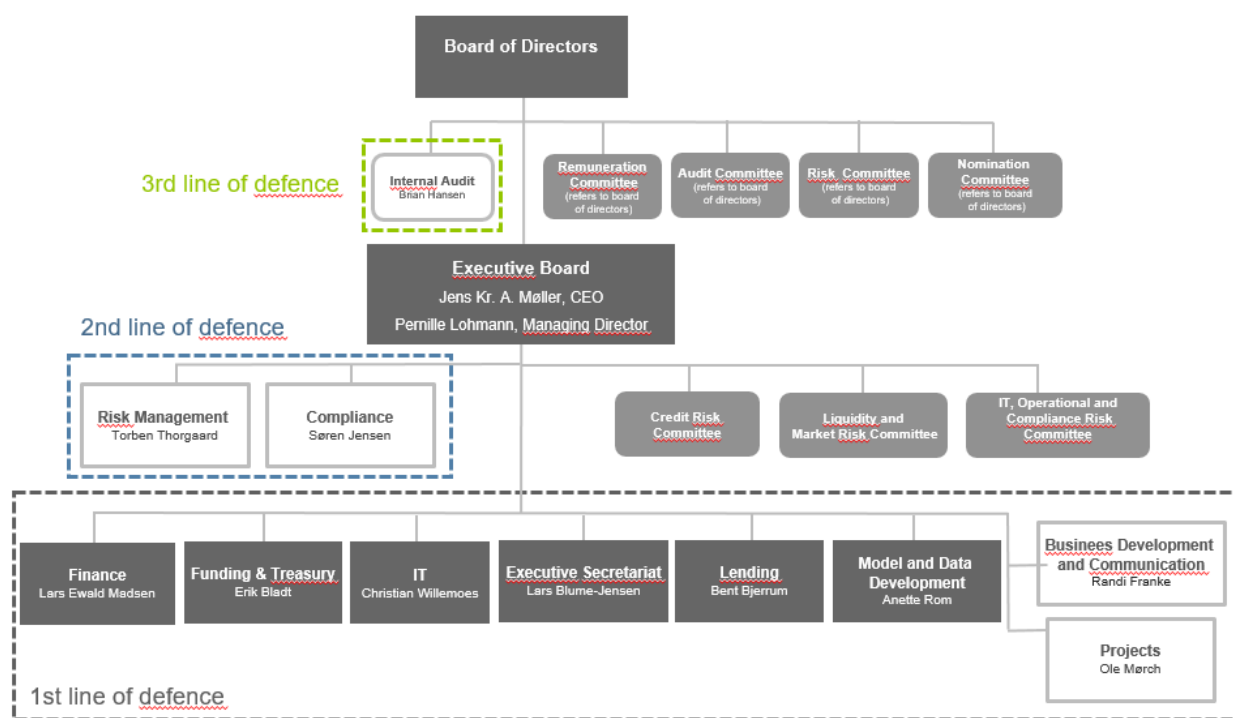 Board of Directors
3rd line of defence
Internal Audit
Brian Hansen
Remuneration
Committee
(refers to board
of directors)
Audit Committee
(refers to board
of directors)
Risk Committee
(refers to board
of directors)
Nomination
Committee
(refers to board
of directors)
Executive Board
Jens Kr. A. Møller, CEO
Pernille Lohmann, Managing Director
2nd line of defence
Risk Management
Torben Thorgaard
Compliance
Søren Jensen
Credit Risk
Committee
Liquidity and
Market Risk Committee
IT, Operational and
Compliance Risk
Committee
Finance
Lars Ewald Madsen
Funding & Treasury
Erik Bladt
IT
Christian Willemoes
Executive Secretariat
Lars Blume-Jensen
Lending
Bent Bjerrum
Model and Data
Development
Anette Rom
Businees Development
and Communication
Randi Franke
Projects
Ole Mørch
1st line of defence